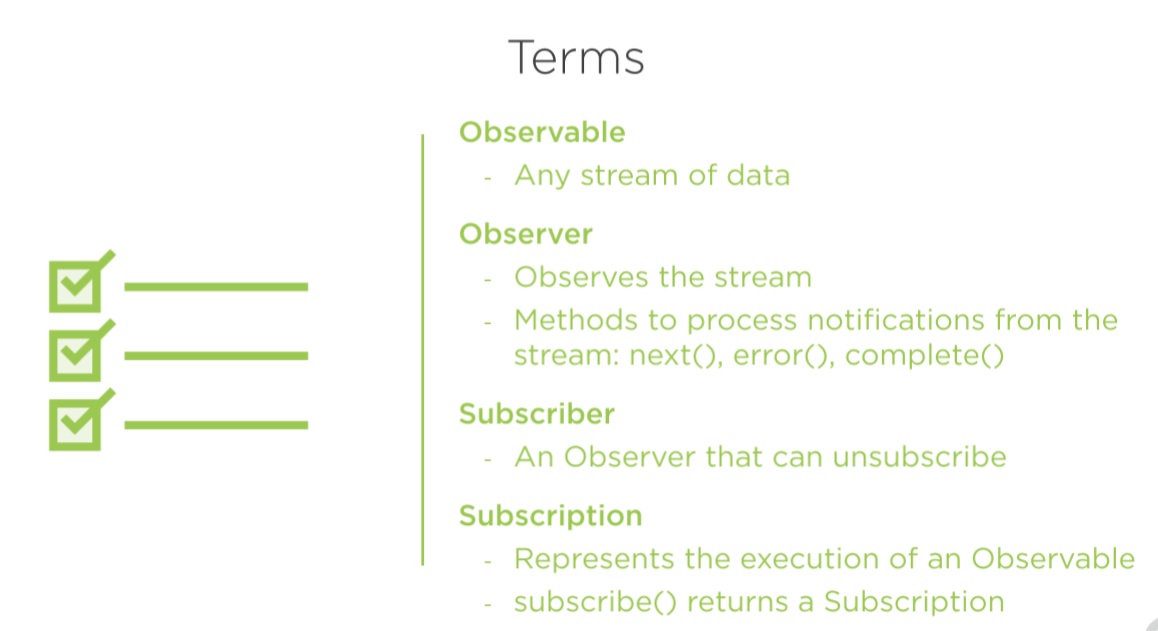 Terms
Observable
- Any stream of data
Observer
- Observes the stream
- Methods to process notifications from the
stream: next(), error(), complete()
Subscriber
- An Observer that can unsubscribe
Subscription
- Represents the execution of an Observable
- subscribe() returns a Subscription